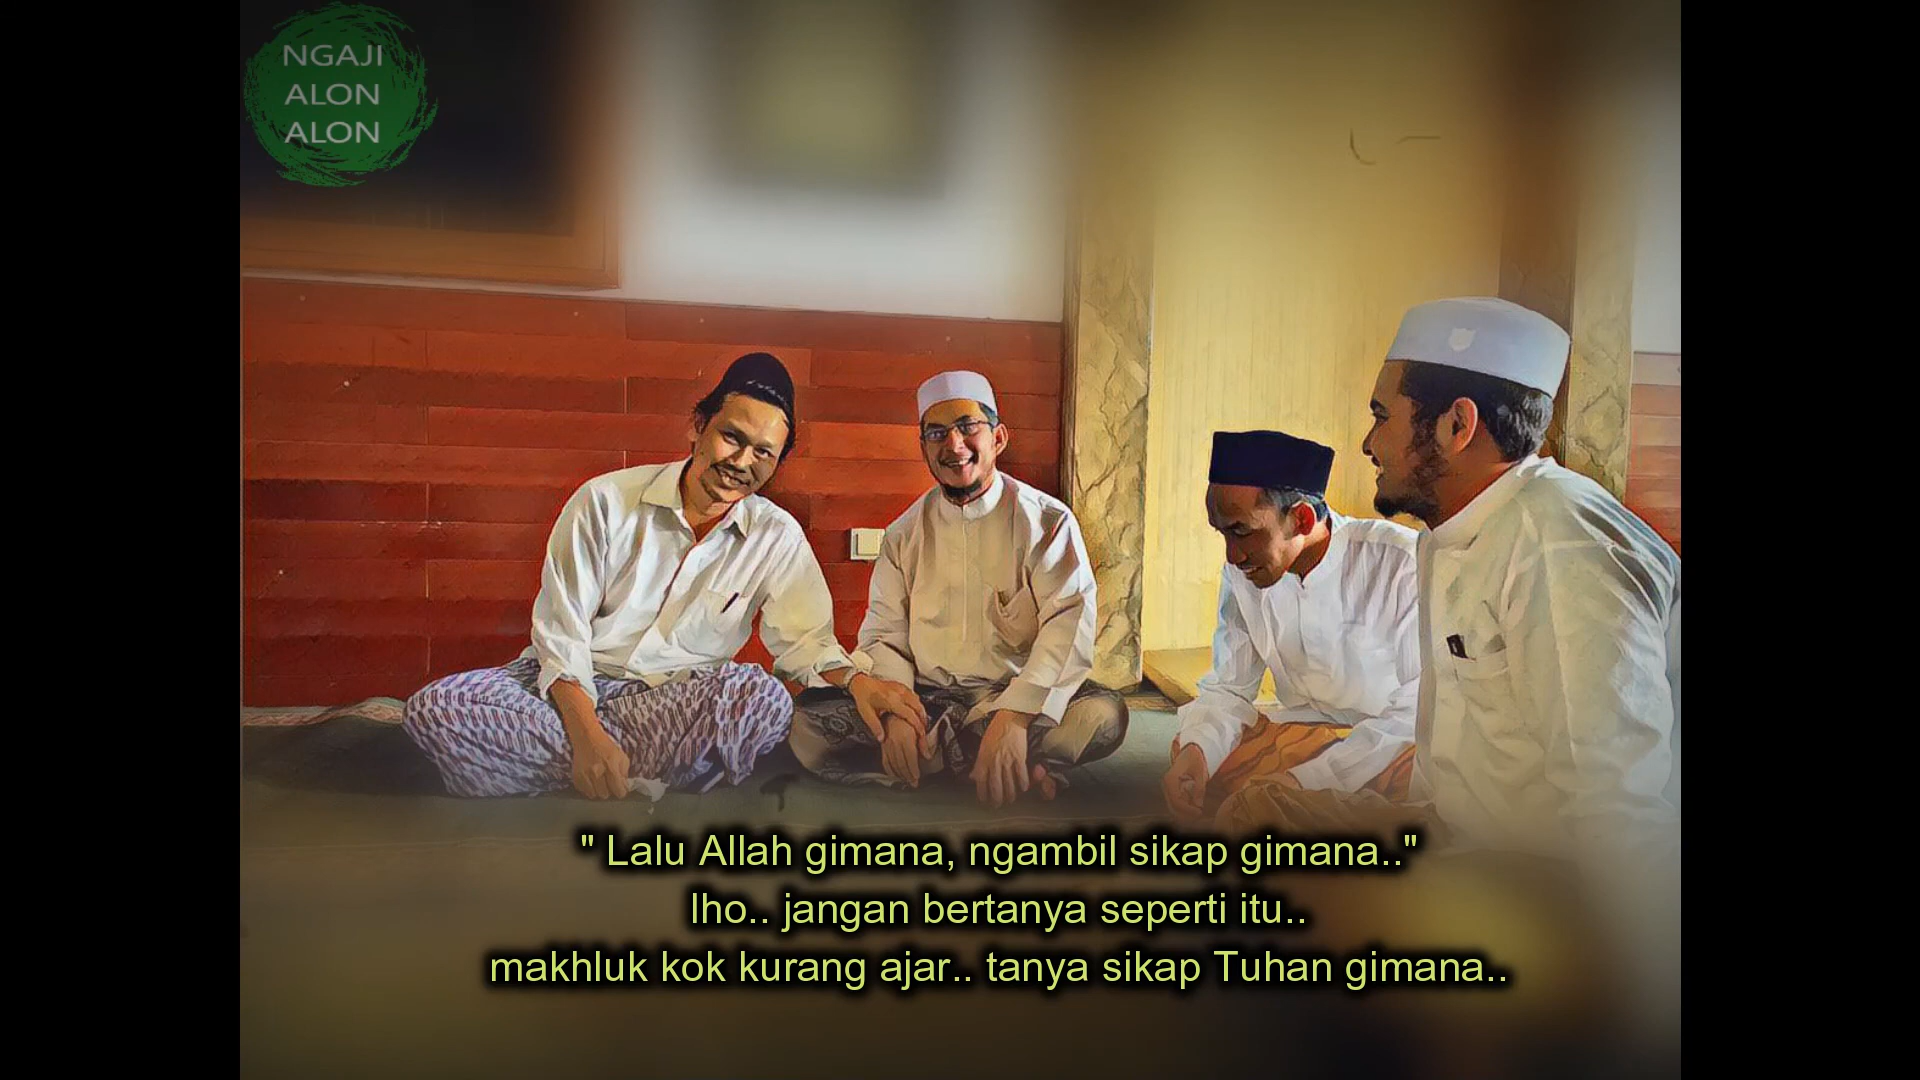 NGAJI
ALON
ALON
" Lalu Allah gimana, ngambil sikap gimana.."
lho.. jangan bertanya seperti itu..
makhluk kok kurang ajar.. tanya sikap Tuhan gimana..